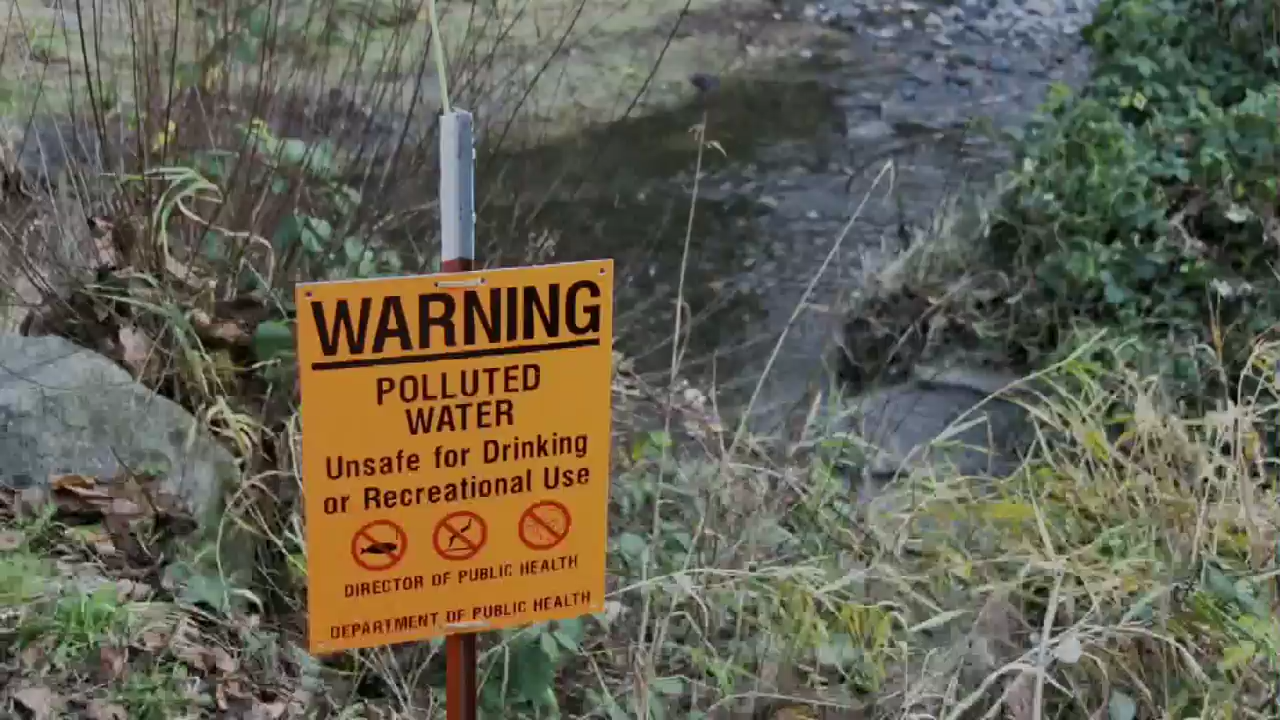 WARNING
POLLUTED
WATER
Unsafe for Drinking
or Recreational Use
DIRECTOR OF PUBLIC HEALTH
DEPARTMENT OF PUBLIC HEALTH